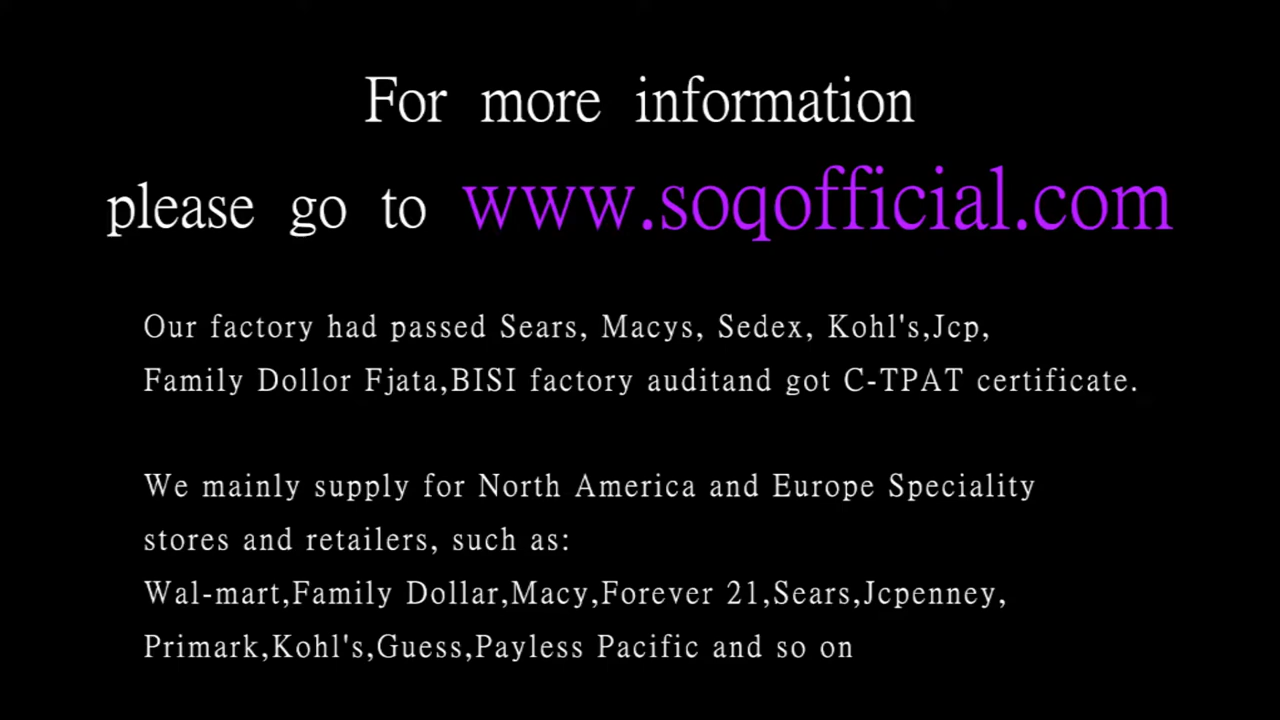 For more information
please go to www.soqofficial.com
Our factory had passed Sears, Macys, Sedex, Kohl's,Jcp,
Family Dollor Fjata,BISI factory auditand got C-TPAT certificate.
We mainly supply for North America and Europe Speciality
stores and retailers, such as:
Wal-mart,Family Dollar,Macy,Forever 21,Sears,Jcpenney,
Primark,Kohl's,Guess,Payless Pacific and so on